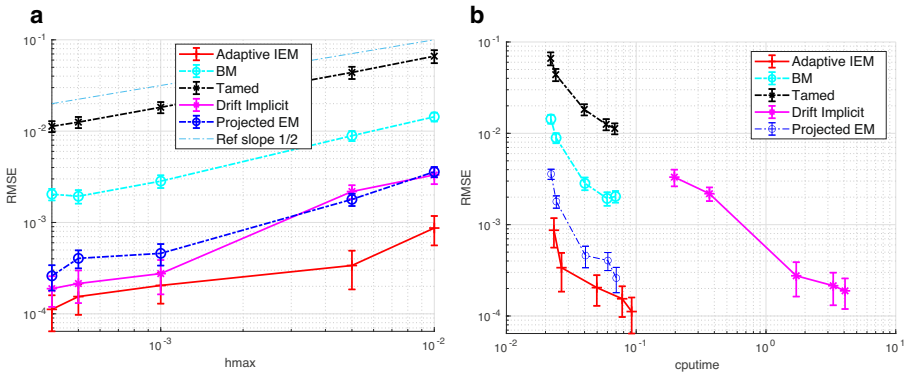 a
10^-1
10^-2
10^-3
10^-4
RMSE
Adaptive IEM
BM
Tamed
Drift Implicit
Projected EM
Ref slope 1/2
10^-3
10^-2
hmax
b
10^-1
10^-2
10^-3
10^-4
RMSE
Adaptive IEM
BM
Tamed
Drift Implicit
Projected EM
10^-2
10^-1
10^0
10^1
cputime